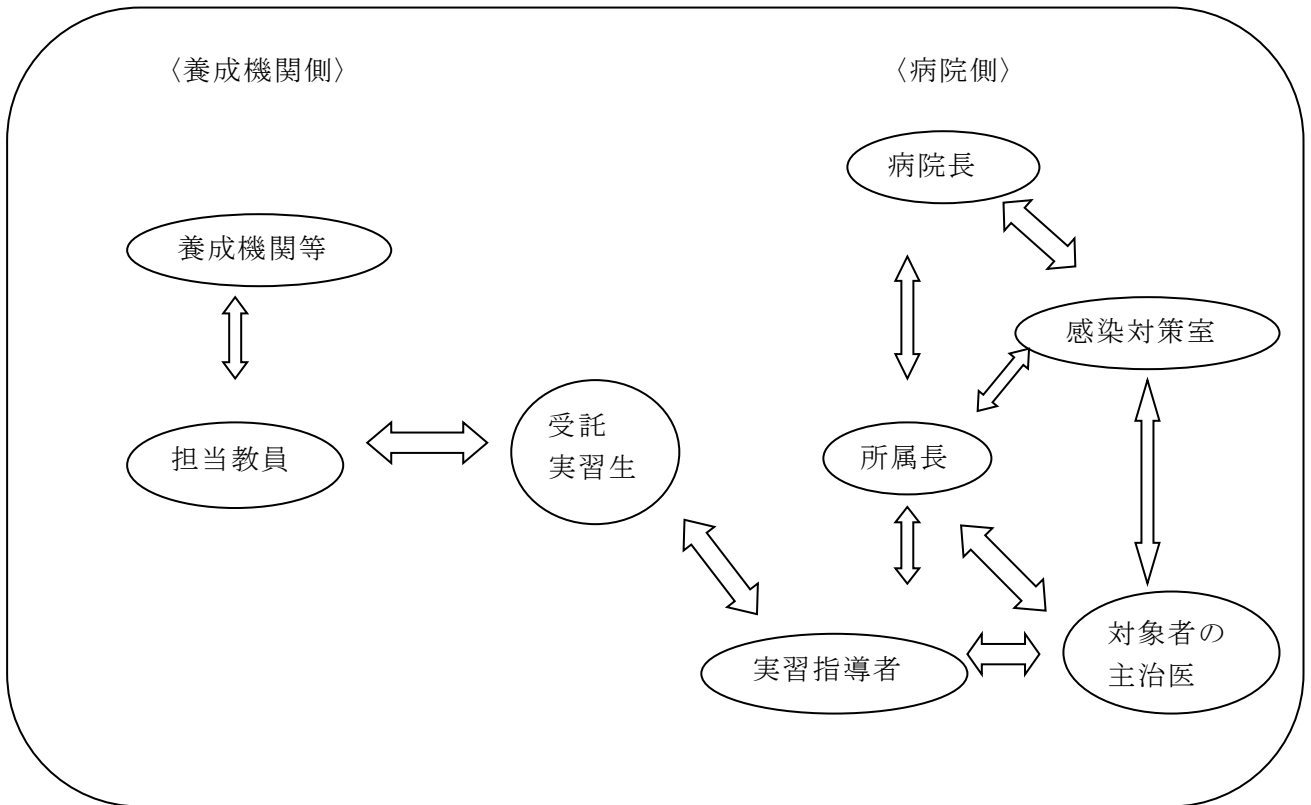 〈養成機関側〉
〈病院側〉
病院長
養成機関等
感染対策室
受託
実習生
担当教員
所属長
対象者の
主治医
実習指導者